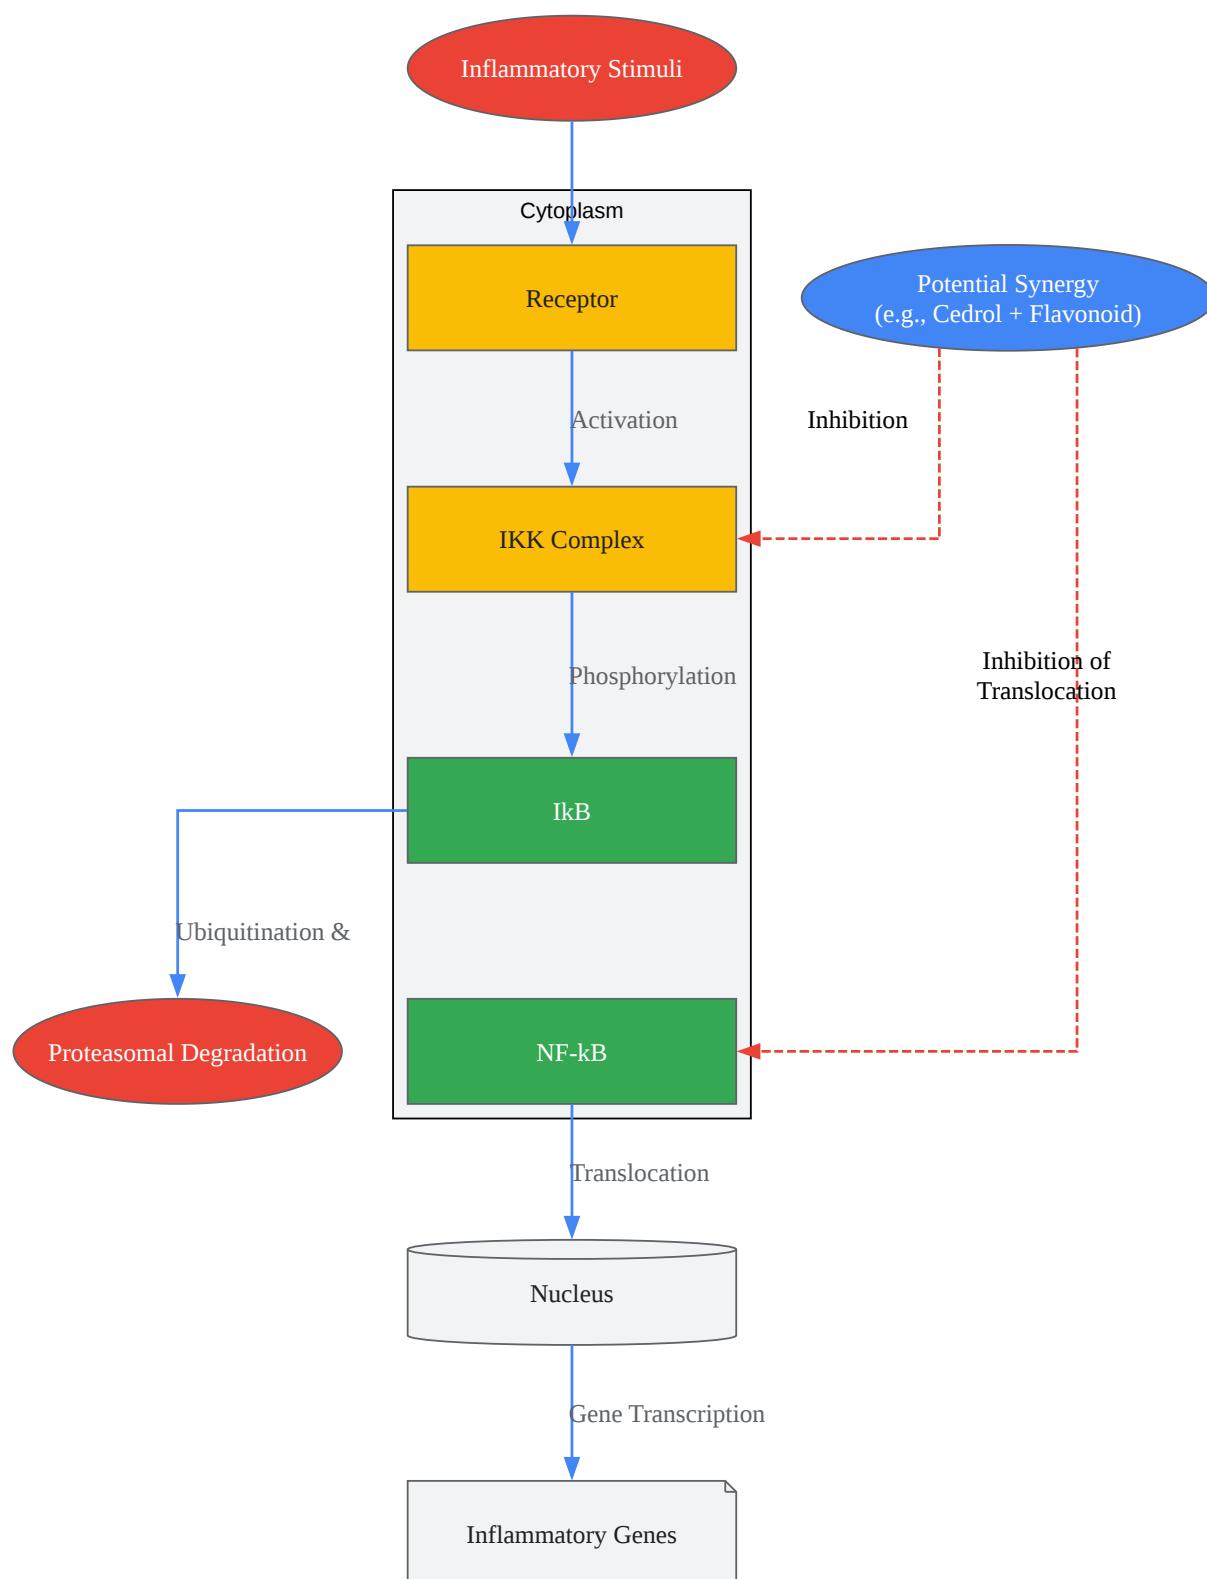 Inflammatory Stimuli
Cytoplasm
Receptor
Potential Synergy
(e.g., Cedrol + Flavonoid)
Activation
Inhibition
IKK Complex
Inhibition of
Translocation
Phosphorylation
IkB
Ubiquitination &
Proteasomal Degradation
NF-kB
Translocation
Nucleus
Gene Transcription
Inflammatory Genes